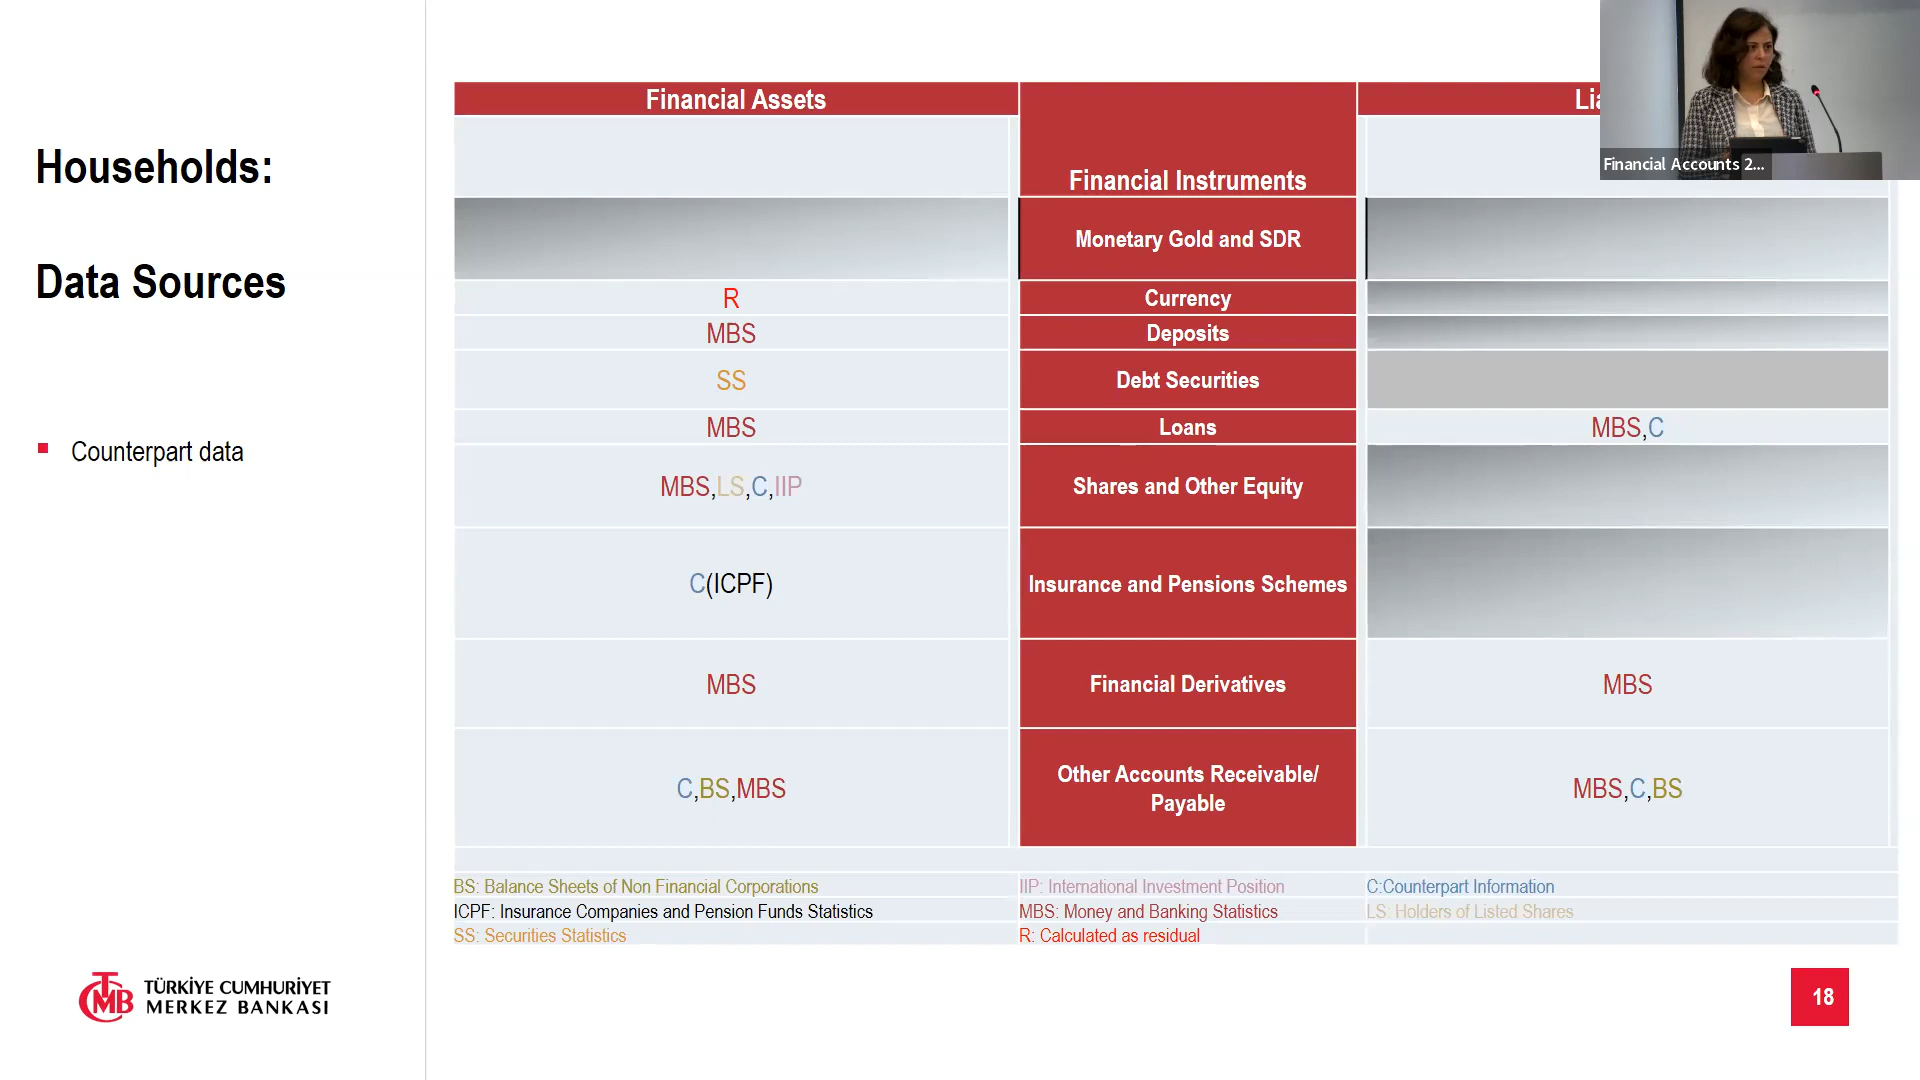 Households:
Data Sources
Counterpart data
Financial Assets
Financial Instruments
Monetary Gold and SDR
R
Currency
MBS
Deposits
SS
Debt Securities
MBS
Loans
MBS,C
MBS,LS,C,IIP
Shares and Other Equity
C(ICPF)
Insurance and Pensions Schemes
MBS
Financial Derivatives
MBS
C,BS,MBS
Other Accounts Receivable/
Payable
MBS,C,BS
BS: Balance Sheets of Non Financial Corporations
IIP: International Investment Position
C:Counterpart Information
ICPF: Insurance Companies and Pension Funds Statistics
MBS: Money and Banking Statistics
LS: Holders of Listed Shares
SS: Securities Statistics
R: Calculated as residual
Financial Accounts 2...
TCMB
TÜRKİYE CUMHURİYET
MERKEZ BANKASI
18